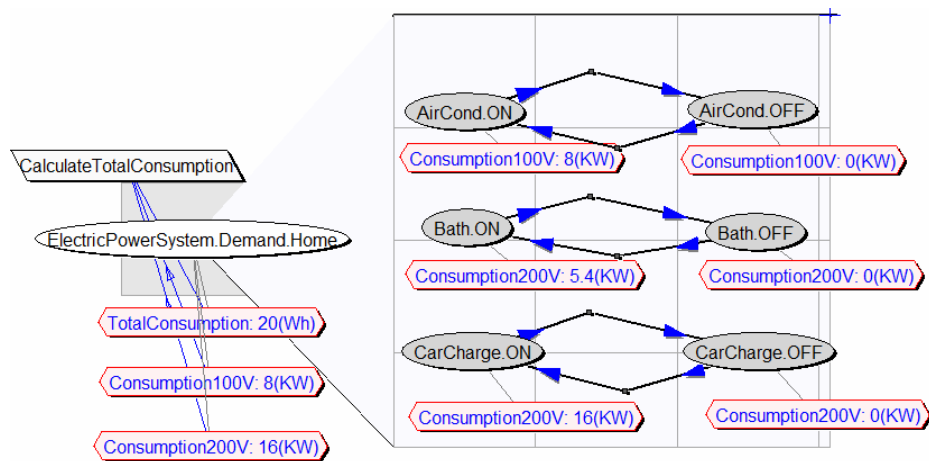 AirCond.ON
AirCond.OFF
Consumption100V: 8(KW)
Consumption100V: 0(KW)
CalculateTotalConsumption
Bath.ON
Bath.OFF
ElectricPowerSystem.Demand.Home
Consumption200V: 5.4(KW)
Consumption200V: 0(KW)
TotalConsumption: 20(Wh)
CarCharge.ON
CarCharge.OFF
Consumption100V: 8(KW)
Consumption200V: 16(KW)
Consumption200V: 0(KW)
Consumption200V: 16(KW)